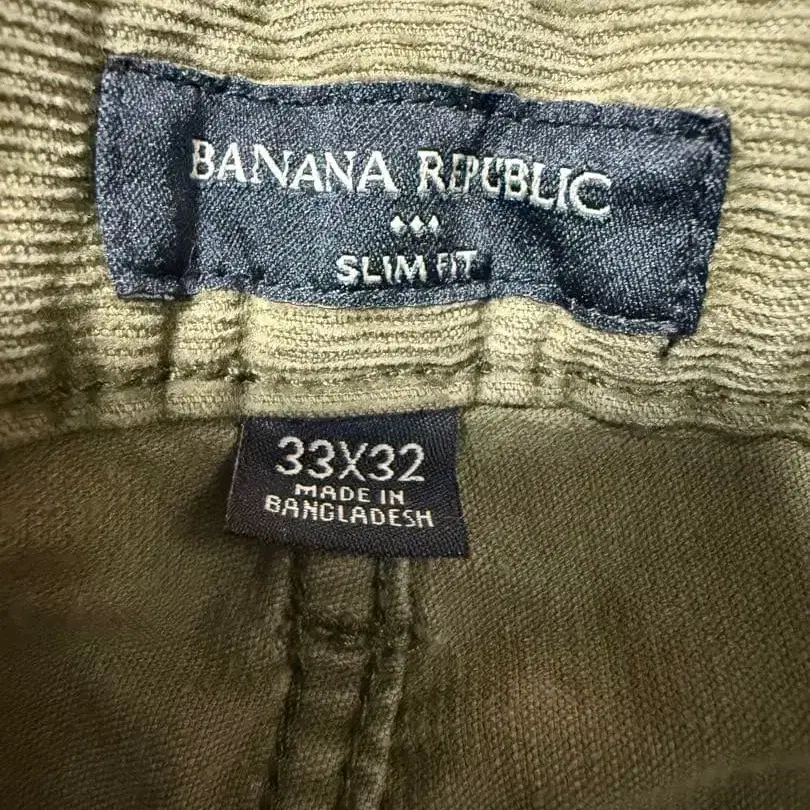 BANANA REPUBLIC
SLIM FIT
33X32
MADE IN
BANGLADESH